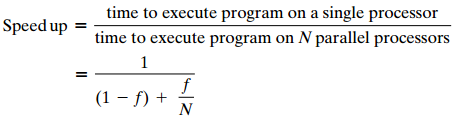 Speed up = time to execute program on a single processor / time to execute program on N parallel processors
= 1 / (1 − f) + f / N